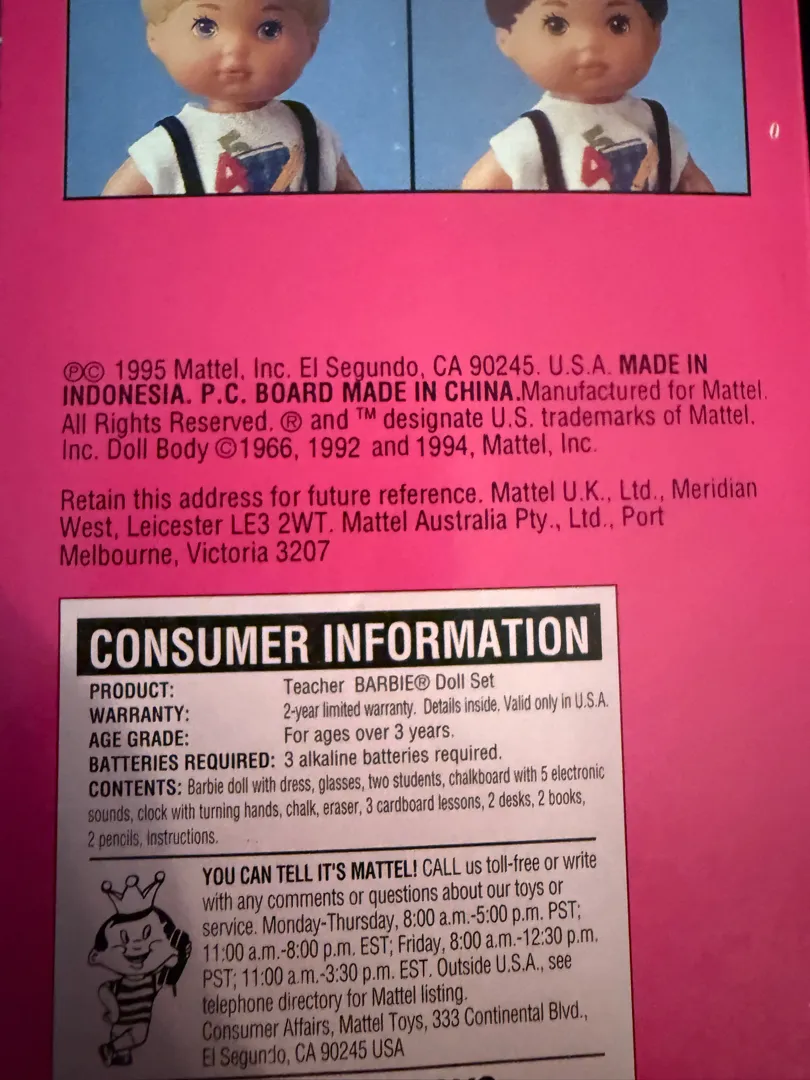 A
A
℗© 1995 Mattel, Inc. El Segundo, CA 90245. U.S.A. MADE IN
INDONESIA. P.C. BOARD MADE IN CHINA.Manufactured for Mattel.
All Rights Reserved. ® and ™ designate U.S. trademarks of Mattel,
Inc. Doll Body ©1966, 1992 and 1994, Mattel, Inc.
Retain this address for future reference. Mattel U.K., Ltd., Meridian
West, Leicester LE3 2WT. Mattel Australia Pty., Ltd., Port
Melbourne, Victoria 3207
CONSUMER INFORMATION
PRODUCT: Teacher BARBIE® Doll Set
WARRANTY: 2-year limited warranty. Details inside. Valid only in U.S.A.
AGE GRADE: For ages over 3 years.
BATTERIES REQUIRED: 3 alkaline batteries required.
CONTENTS: Barbie doll with dress, glasses, two students, chalkboard with 5 electronic
sounds, clock with turning hands, chalk, eraser, 3 cardboard lessons, 2 desks, 2 books,
2 pencils, instructions.
YOU CAN TELL IT'S MATTEL! CALL us toll-free or write
with any comments or questions about our toys or
service. Monday-Thursday, 8:00 a.m.-5:00 p.m. PST;
11:00 a.m.-8:00 p.m. EST; Friday, 8:00 a.m.-12:30 p.m.
PST; 11:00 a.m.-3:30 p.m. EST. Outside U.S.A., see
telephone directory for Mattel listing.
Consumer Affairs, Mattel Toys, 333 Continental Blvd.,
El Segundo, CA 90245 USA